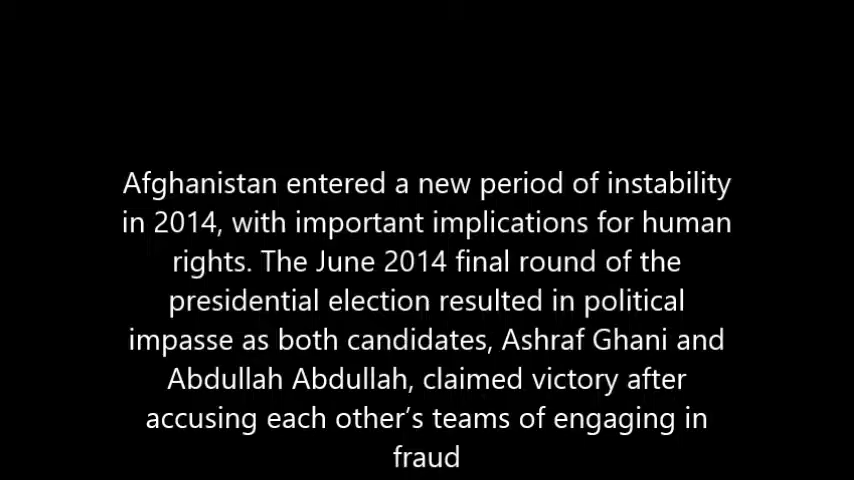 Afghanistan entered a new period of instability
in 2014, with important implications for human
rights. The June 2014 final round of the
presidential election resulted in political
impasse as both candidates, Ashraf Ghani and
Abdullah Abdullah, claimed victory after
accusing each other’s teams of engaging in
fraud